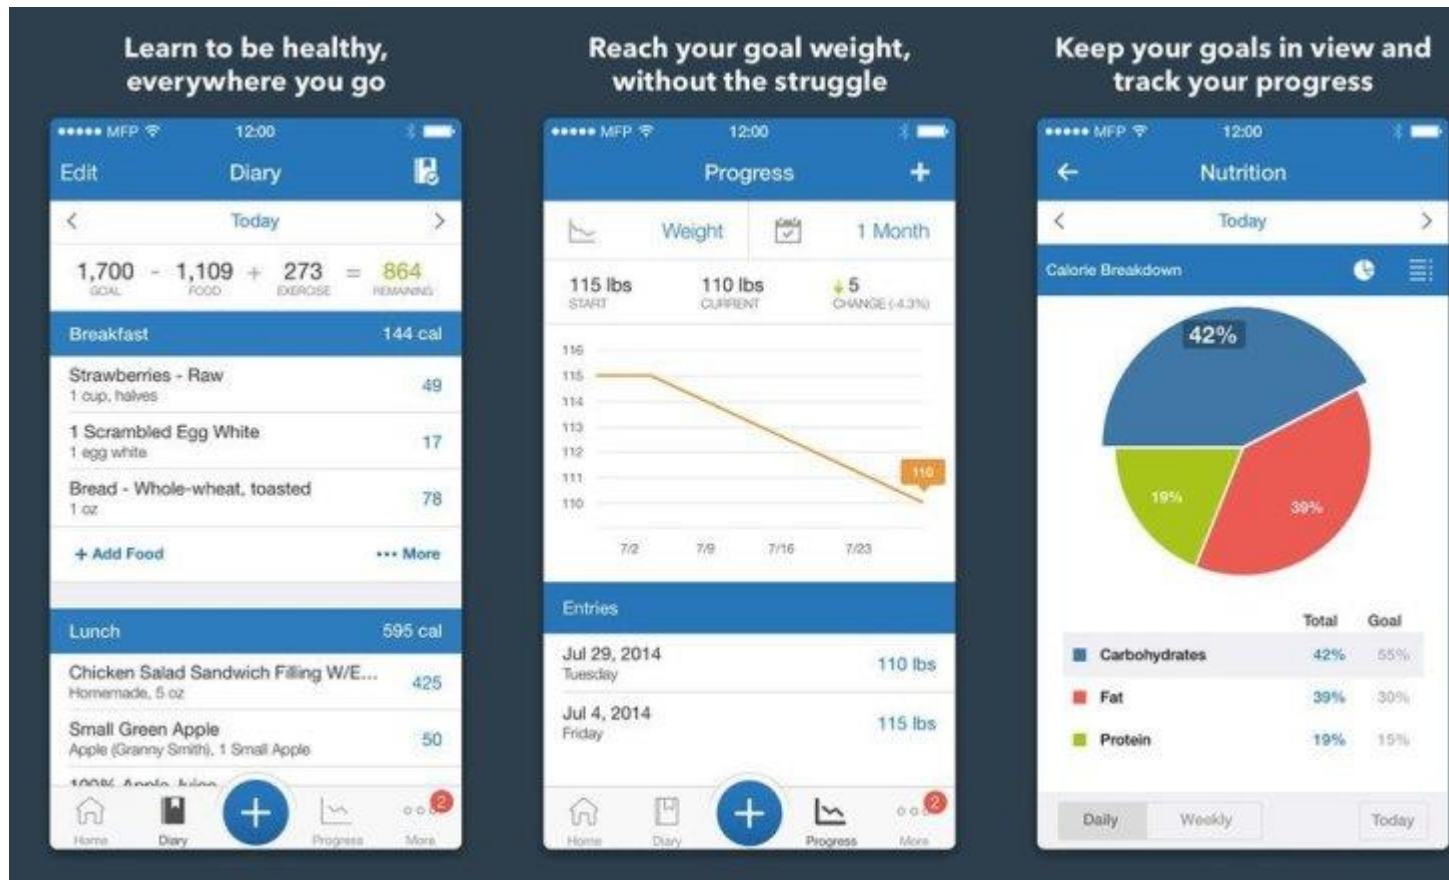 Learn to be healthy,
everywhere you go
MFP 12:00
Edit Diary
Today
1,700 - 1,109 + 273 = 864
GOAL FOOD EXERCISE REMAINING
Breakfast 144 cal
Strawberries - Raw 49
1 cup, halves
1 Scrambled Egg White 17
1 egg white
Bread - Whole-wheat, toasted 78
1 oz
+ Add Food ••• More
Lunch 595 cal
Chicken Salad Sandwich Filling W/E... 425
Homemade, 5 oz
Small Green Apple 50
Apple (Granny Smith), 1 Small Apple
100% Apple Juice
2
Home Diary Progress More
Reach your goal weight,
without the struggle
MFP 12:00
Progress +
Weight 1 Month
115 lbs 110 lbs 5
START CURRENT CHANGE (-4.3%)
116
115
114
113
112
111
110
110
7/2 7/9 7/16 7/23
Entries
Jul 29, 2014 110 lbs
Tuesday
Jul 4, 2014 115 lbs
Friday
2
Home Diary Progress More
Keep your goals in view and
track your progress
MFP 12:00
Nutrition
Today
Calorie Breakdown
42%
19%
39%
Total Goal
Carbohydrates 42% 55%
Fat 39% 30%
Protein 19% 15%
Daily Weekly Today